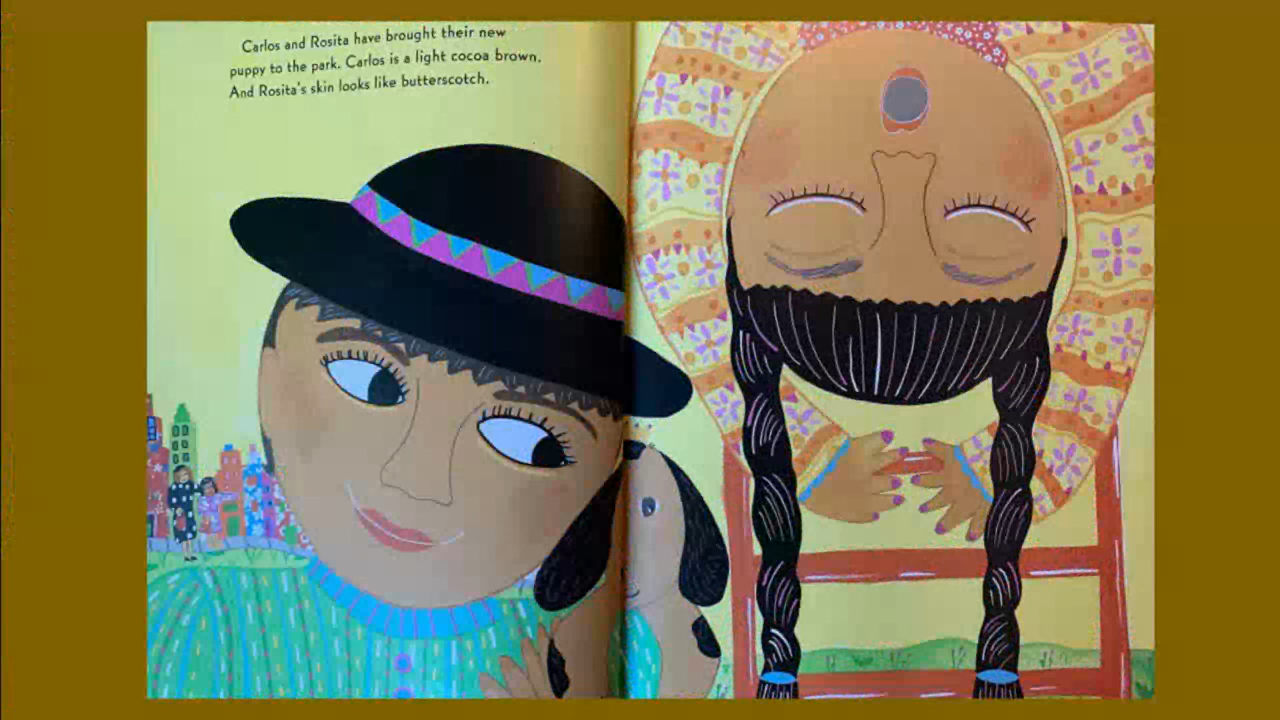 Carlos and Rosita have brought their new
puppy to the park. Carlos is a light cocoa brown.
And Rosita's skin looks like butterscotch.